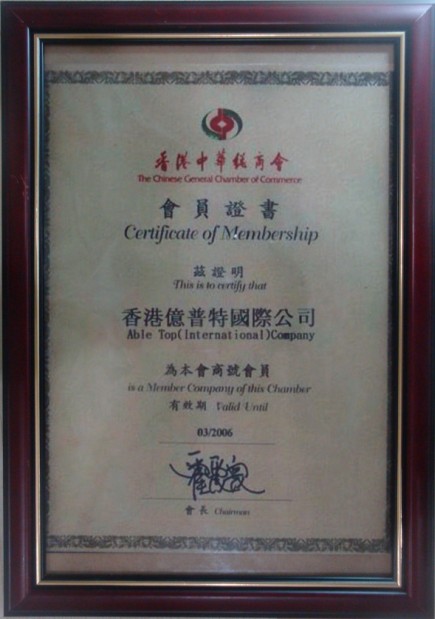 香港中華總商會
The Chinese General Chamber of Commerce
會員證書
Certificate of Membership
茲證明
This is to certify that
香港億普特國際公司
Able Top(International)Company
為本會商號會員
is a Member Company of this Chamber
有效期 Valid Until
03/2006
會長 Chairman